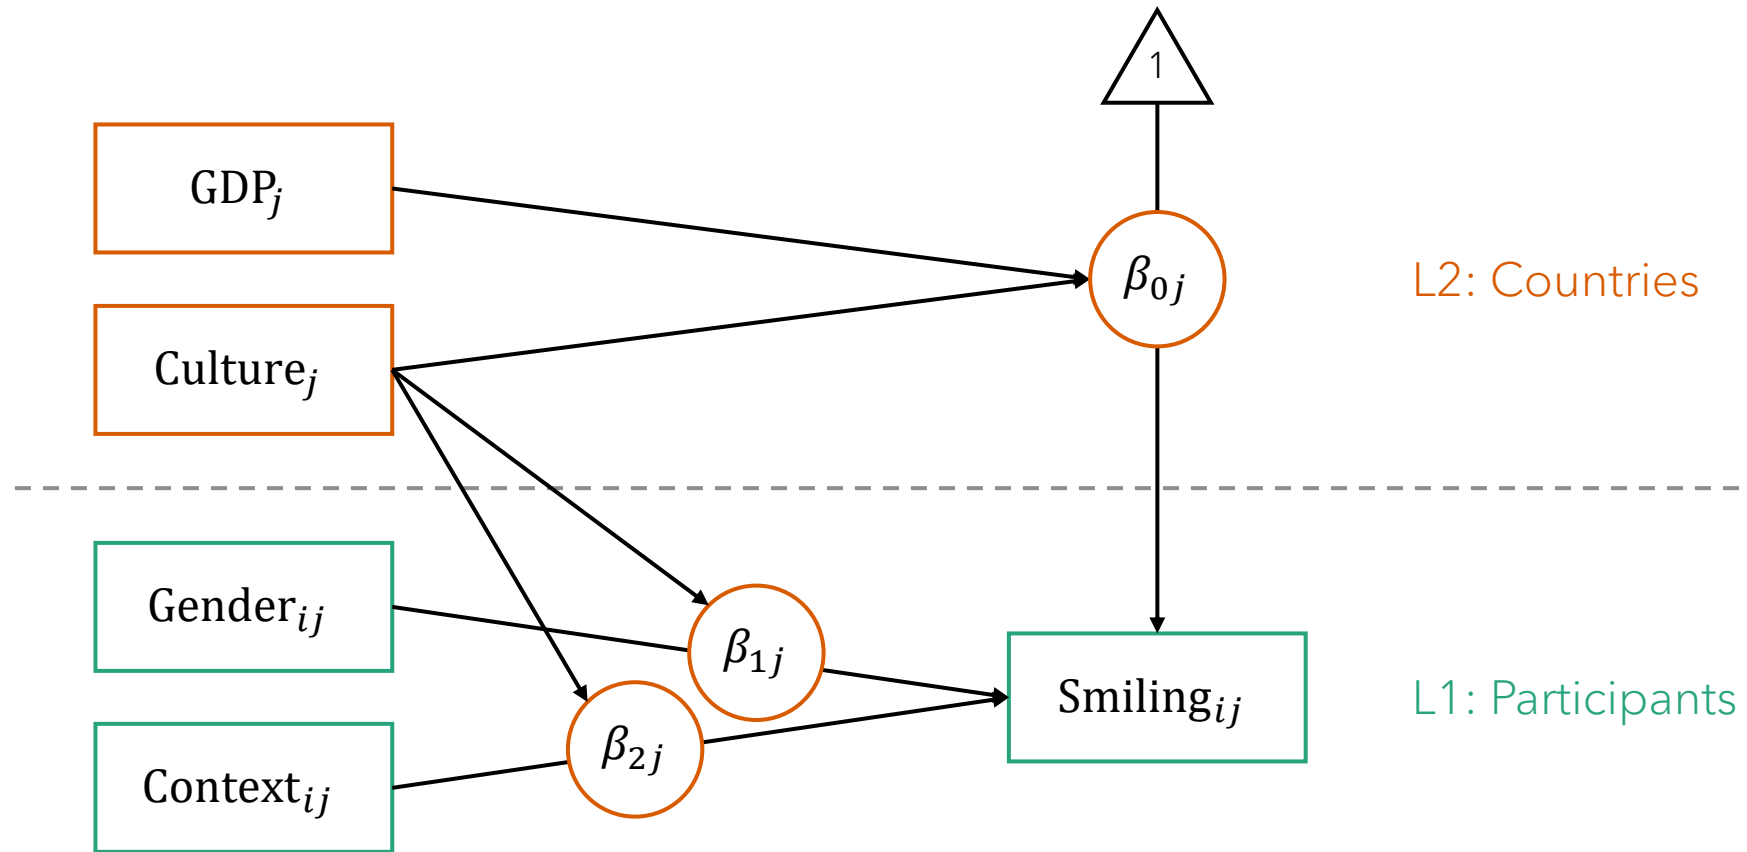 1
GDPj
β0j
L2: Countries
Culturej
Genderij
β1j
Smilingij
L1: Participants
β2j
Contextij